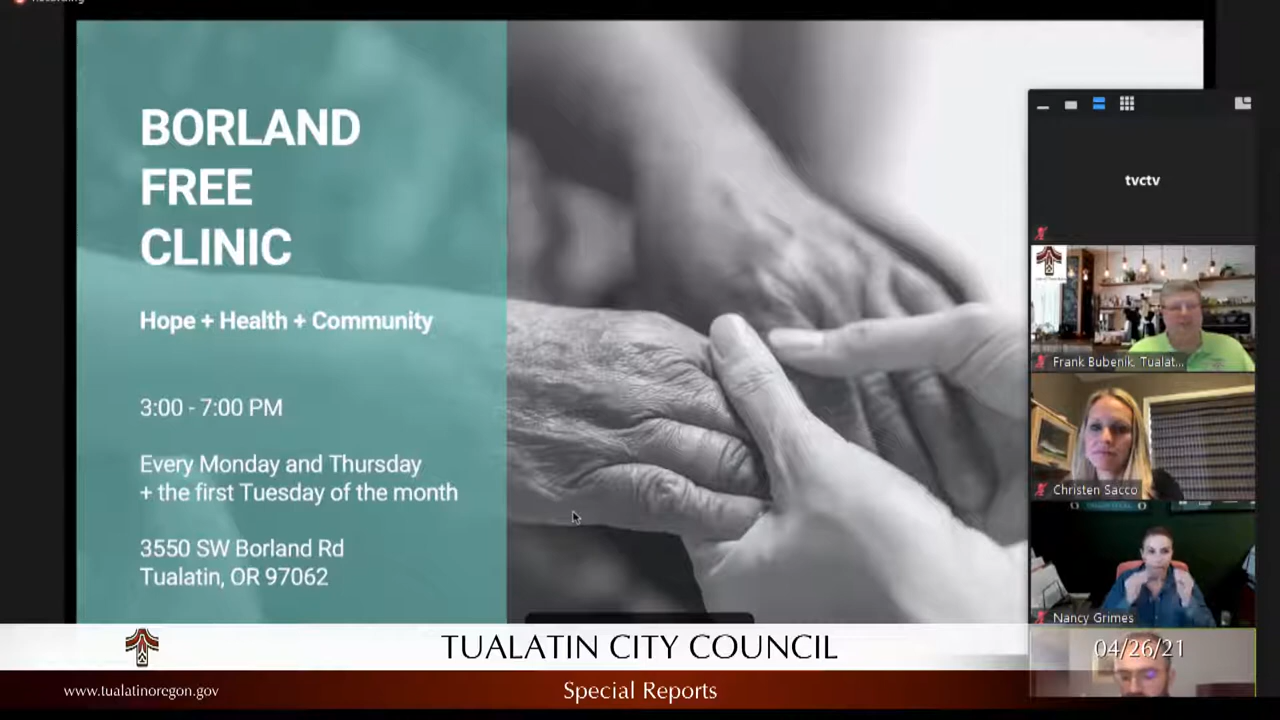 BORLAND
FREE
CLINIC
Hope + Health + Community
3:00 - 7:00 PM
Every Monday and Thursday
+ the first Tuesday of the month
3550 SW Borland Rd
Tualatin, OR 97062
tvctv
Frank Bubenik, Tualat...
Christen Sacco
Nancy Grimes
04/26/21
TUALATIN CITY COUNCIL
www.tualatinoregon.gov
Special Reports